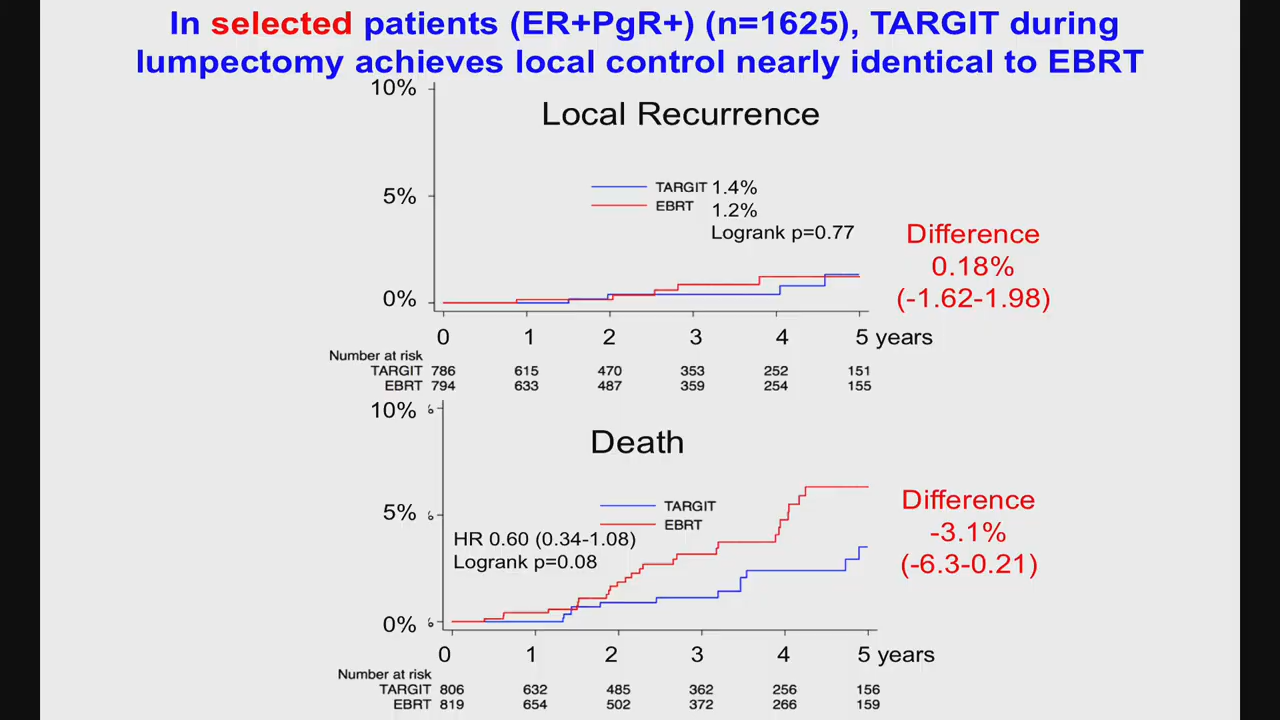 In selected patients (ER+PgR+) (n=1625), TARGIT during
lumpectomy achieves local control nearly identical to EBRT
10%
Local Recurrence
5%
TARGIT 1.4%
EBRT 1.2%
Logrank p=0.77
Difference
0.18%
(-1.62-1.98)
0%
0 1 2 3 4 5 years
Number at risk
TARGIT 786 615 470 353 252 151
EBRT 794 633 487 359 254 155
10% %
Death
5% %
TARGIT
EBRT
HR 0.60 (0.34-1.08)
Logrank p=0.08
Difference
-3.1%
(-6.3-0.21)
0% %
0 1 2 3 4 5 years
Number at risk
TARGIT 806 632 485 362 256 156
EBRT 819 654 502 372 266 159